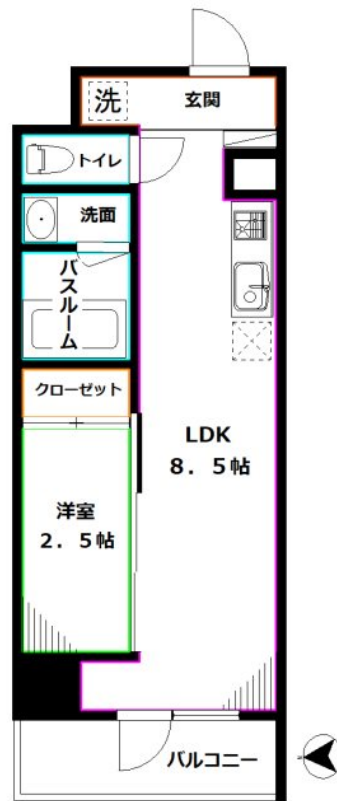 洗
玄関
トイレ
洗面
バスルーム
クローゼット
LDK
8．5帖
洋室
2．5帖
バルコニー